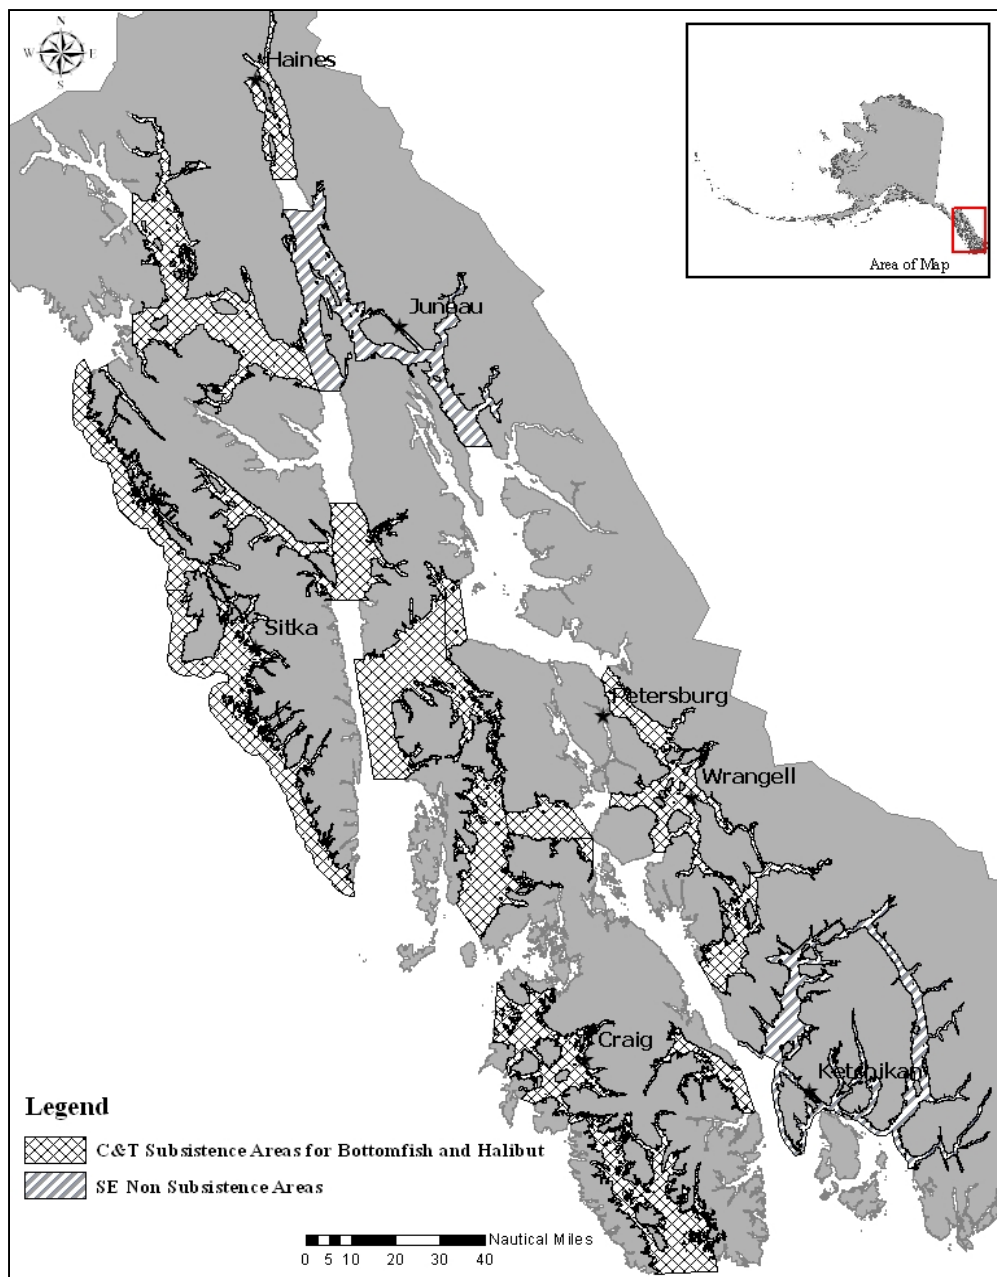 N
W E
S
Haines
Area of Map
Juneau
Sitka
Petersburg
Wrangell
Craig
Ketchikan
Legend
C&T Subsistence Areas for Bottomfish and Halibut
SE Non Subsistence Areas
Nautical Miles
0 5 10 20 30 40